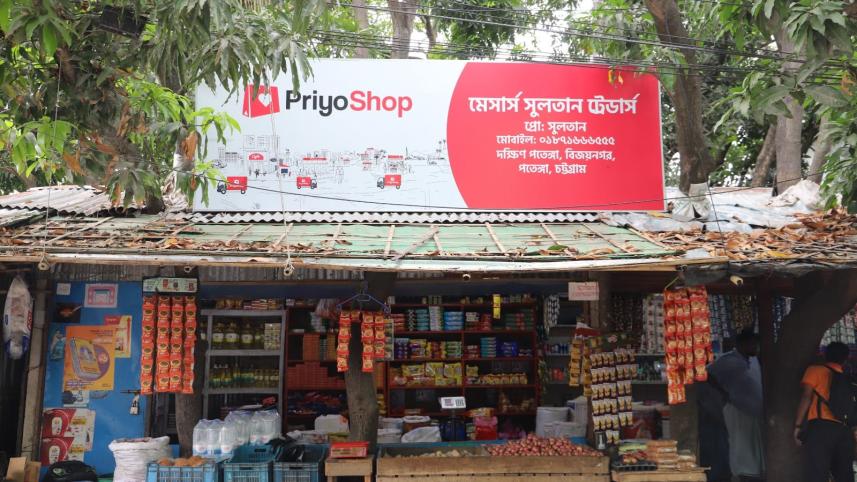 PriyoShop
মেসার্স সুলতান ট্রেডার্স
প্রো: সুলতান
মোবাইল: ০১৮৭১৬৬৬৫৫৫
দক্ষিণ পতেঙ্গা, বিজয়নগর,
পতেঙ্গা, চট্টগ্রাম